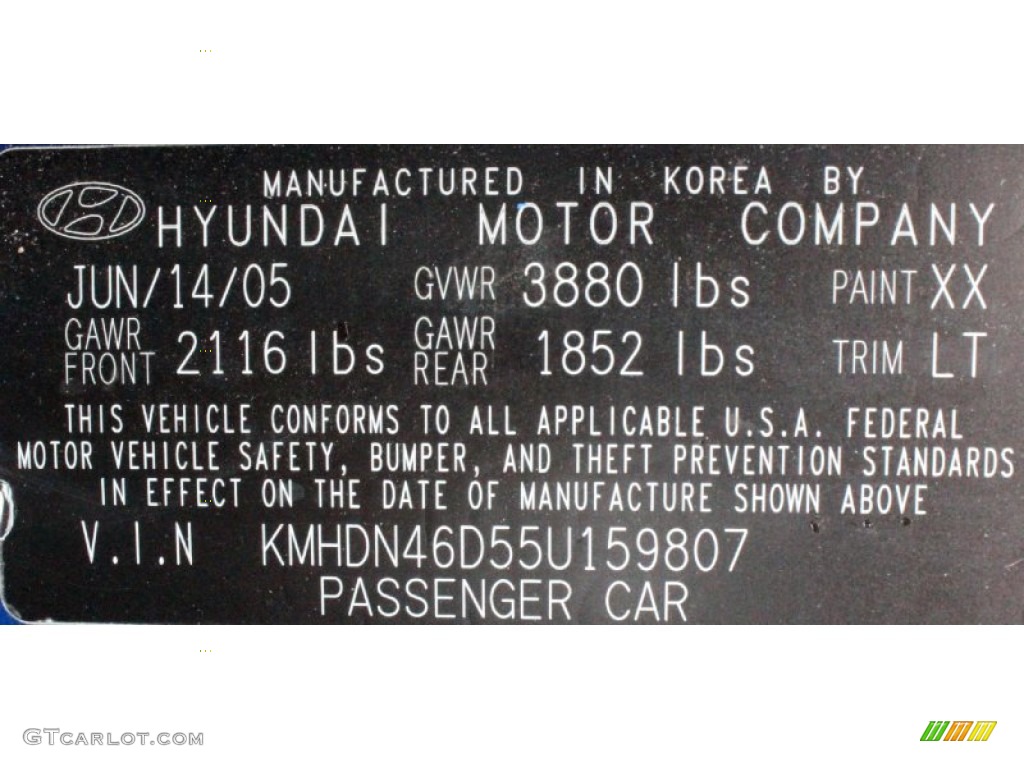 MANUFACTURED IN KOREA BY
HYUNDAI MOTOR COMPANY
JUN/14/05 GVWR 3880 lbs PAINT XX
GAWR FRONT 2116 lbs GAWR REAR 1852 lbs TRIM LT
THIS VEHICLE CONFORMS TO ALL APPLICABLE U.S.A. FEDERAL
MOTOR VEHICLE SAFETY, BUMPER, AND THEFT PREVENTION STANDARDS
IN EFFECT ON THE DATE OF MANUFACTURE SHOWN ABOVE
V.I.N KMHDN46D55U159807
PASSENGER CAR
GTCARLOT.COM